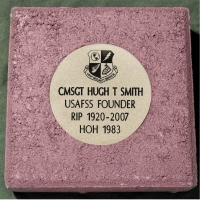 CMSGT HUGH T SMITH
USAFSS FOUNDER
RIP 1920-2007
HOH 1983